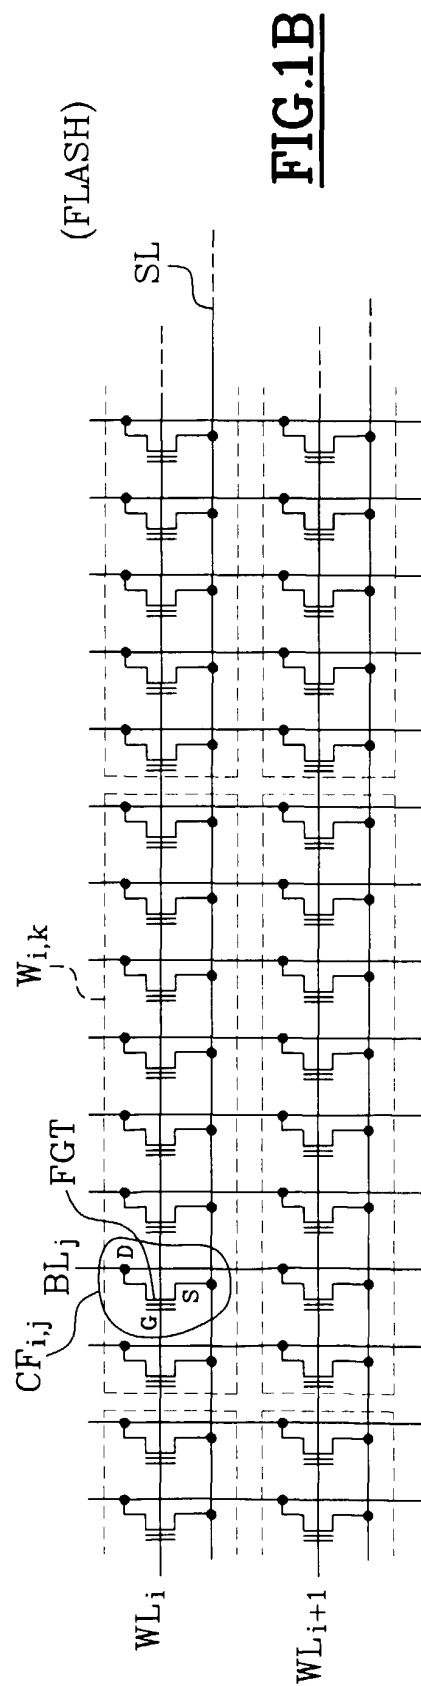 (FLASH)
FIG.1B
SL
W_{i,k}
FGT
BL_j
CF_{i,j}
D
G
S
WL_i
WL_{i+1}